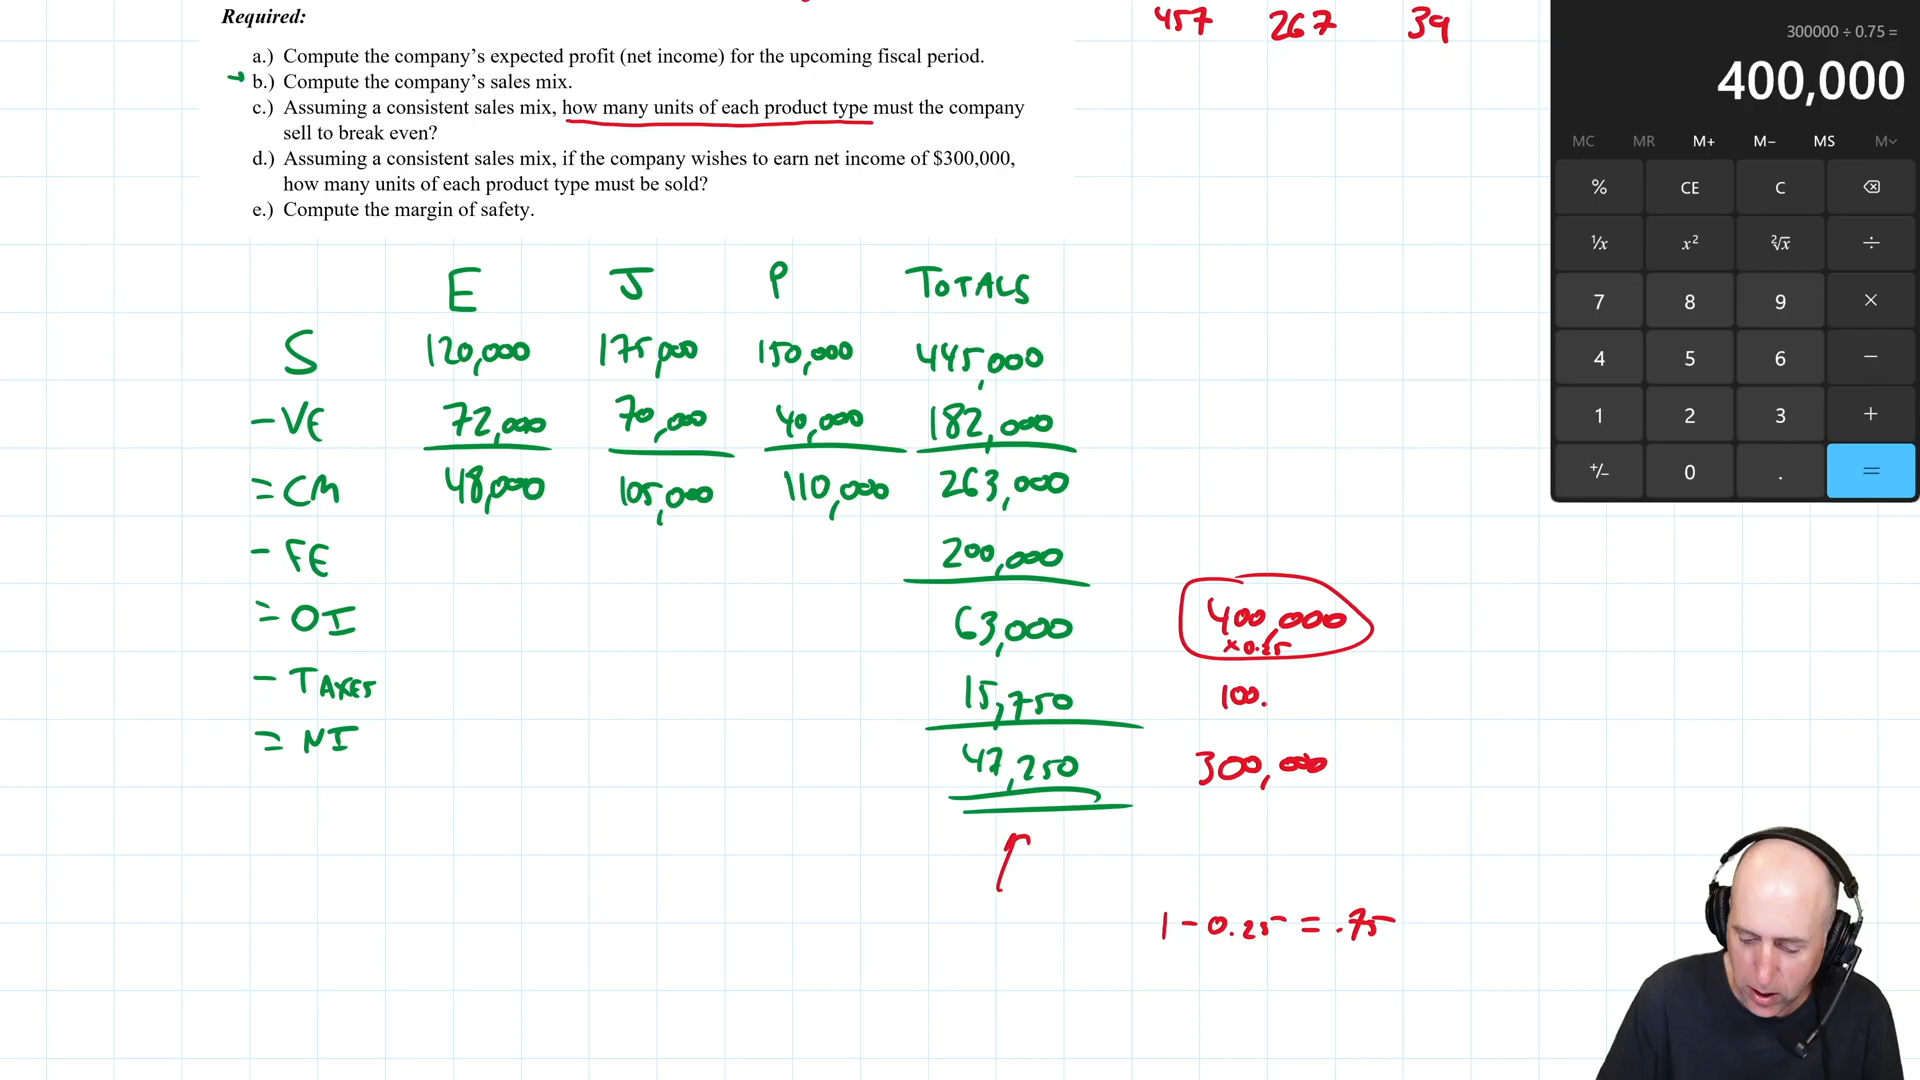 Required:
457 267 39
a.) Compute the company's expected profit (net income) for the upcoming fiscal period.
→ b.) Compute the company's sales mix.
c.) Assuming a consistent sales mix, how many units of each product type must the company
sell to break even?
d.) Assuming a consistent sales mix, if the company wishes to earn net income of $300,000,
how many units of each product type must be sold?
e.) Compute the margin of safety.
E J P TOTALS
S 120,000 175,000 150,000 445,000
- VE 72,000 70,000 40,000 182,000
= CM 48,000 105,000 110,000 263,000
- FE 200,000
= OI 63,000 400,000
× 0.25
- TAXES 15,750 100.
= NI 47,250 300,000
1 - 0.25 = .75
300000 ÷ 0.75 =
400,000
MC MR M+ M− MS M˅
% CE C ⌫
¹/x x² ²√x ÷
7 8 9 ×
4 5 6 −
1 2 3 +
+/− 0 . =